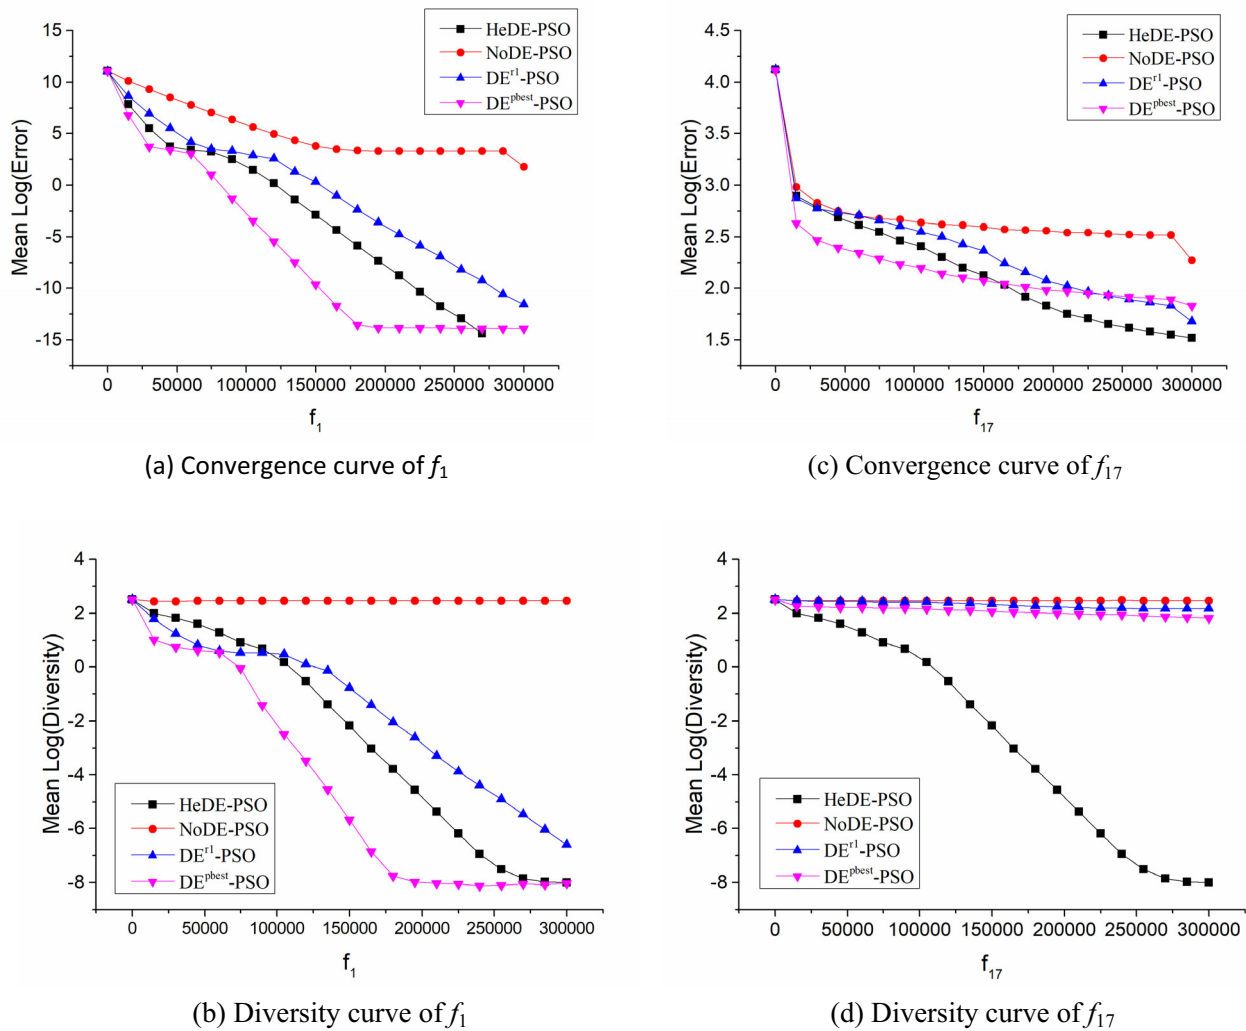 15
10
5
0
-5
-10
-15
Mean Log(Error)
HeDE-PSO
NoDE-PSO
DE^r1-PSO
DE^pbest-PSO
0 50000 100000 150000 200000 250000 300000
f1
(a) Convergence curve of f1
4.5
4.0
3.5
3.0
2.5
2.0
1.5
Mean Log(Error)
HeDE-PSO
NoDE-PSO
DE^r1-PSO
DE^pbest-PSO
0 50000 100000 150000 200000 250000 300000
f17
(c) Convergence curve of f17
4
2
0
-2
-4
-6
-8
Mean Log(Diversity)
HeDE-PSO
NoDE-PSO
DE^r1-PSO
DE^pbest-PSO
0 50000 100000 150000 200000 250000 300000
f1
(b) Diversity curve of f1
4
2
0
-2
-4
-6
-8
Mean Log(Diversity)
HeDE-PSO
NoDE-PSO
DE^r1-PSO
DE^pbest-PSO
0 50000 100000 150000 200000 250000 300000
f17
(d) Diversity curve of f17